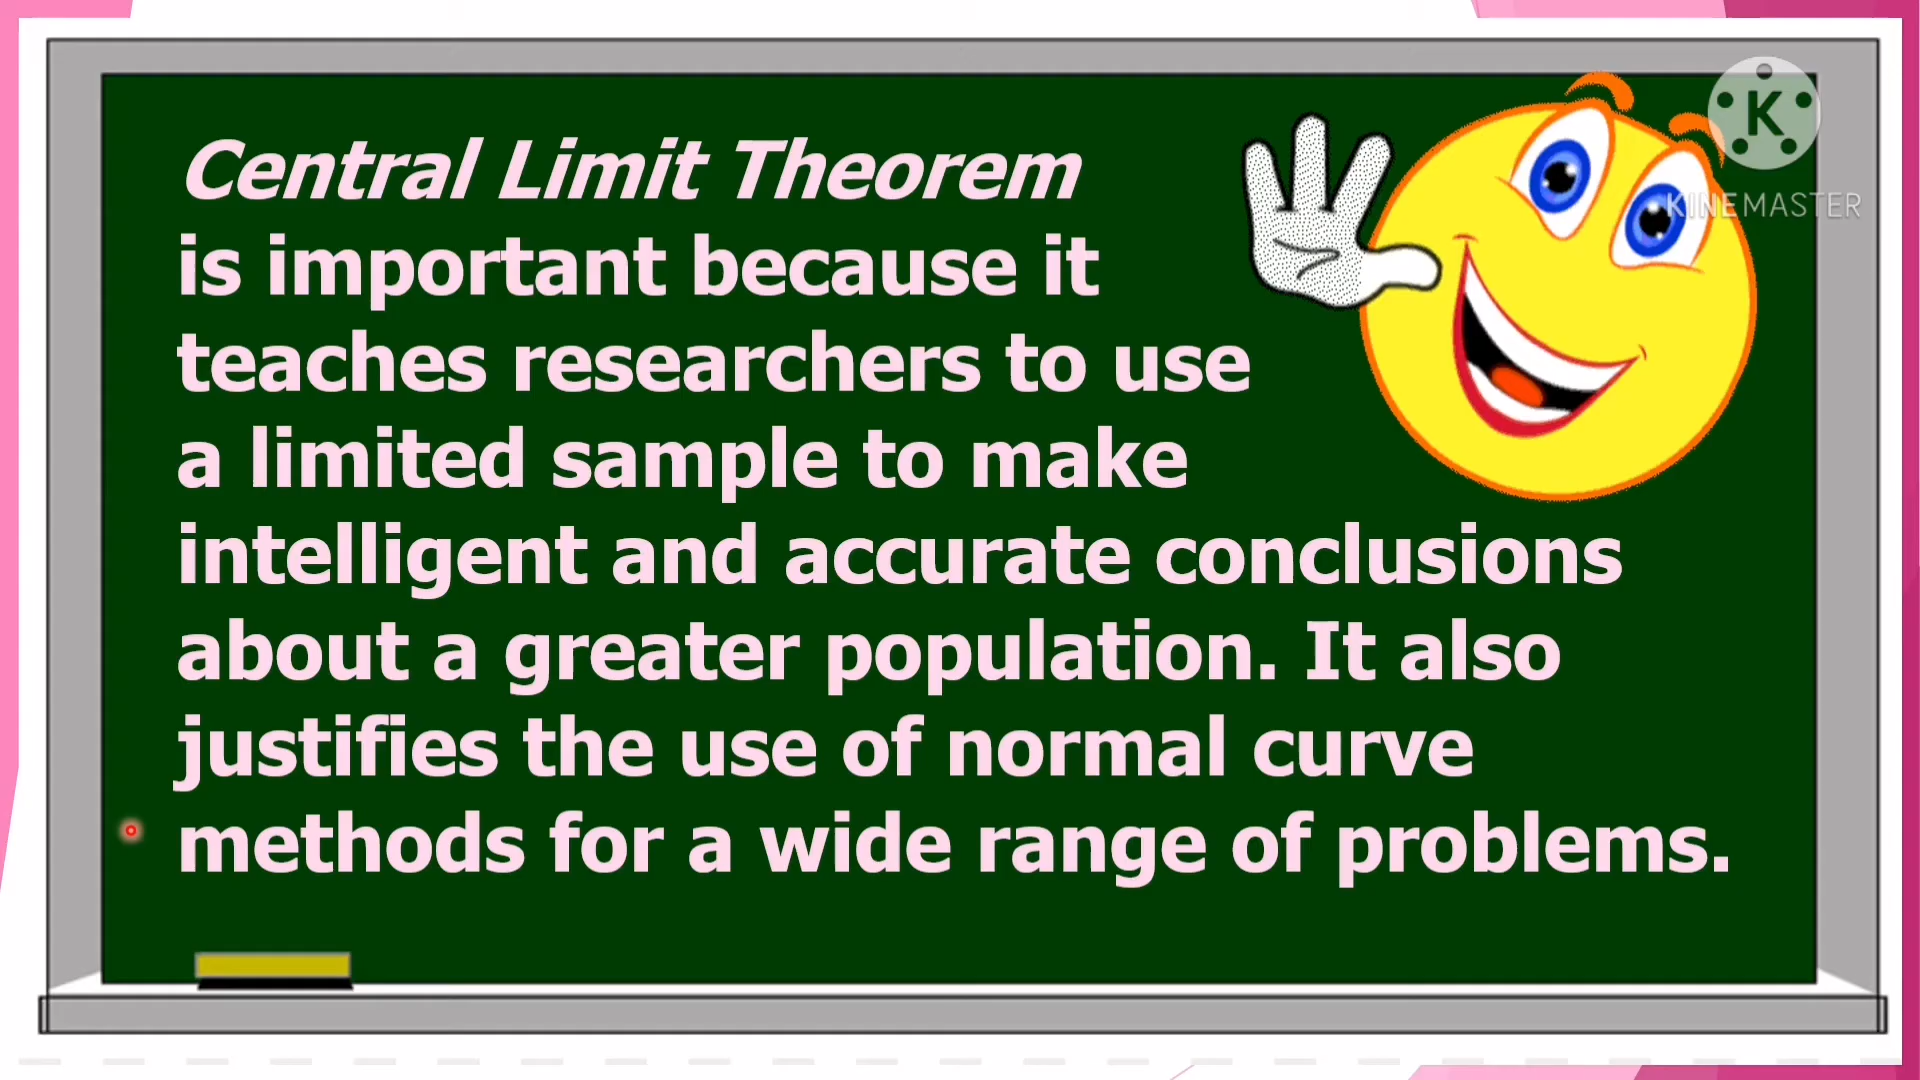 Central Limit Theorem
is important because it
teaches researchers to use
a limited sample to make
intelligent and accurate conclusions
about a greater population. It also
justifies the use of normal curve
methods for a wide range of problems.
K
KINEMASTER